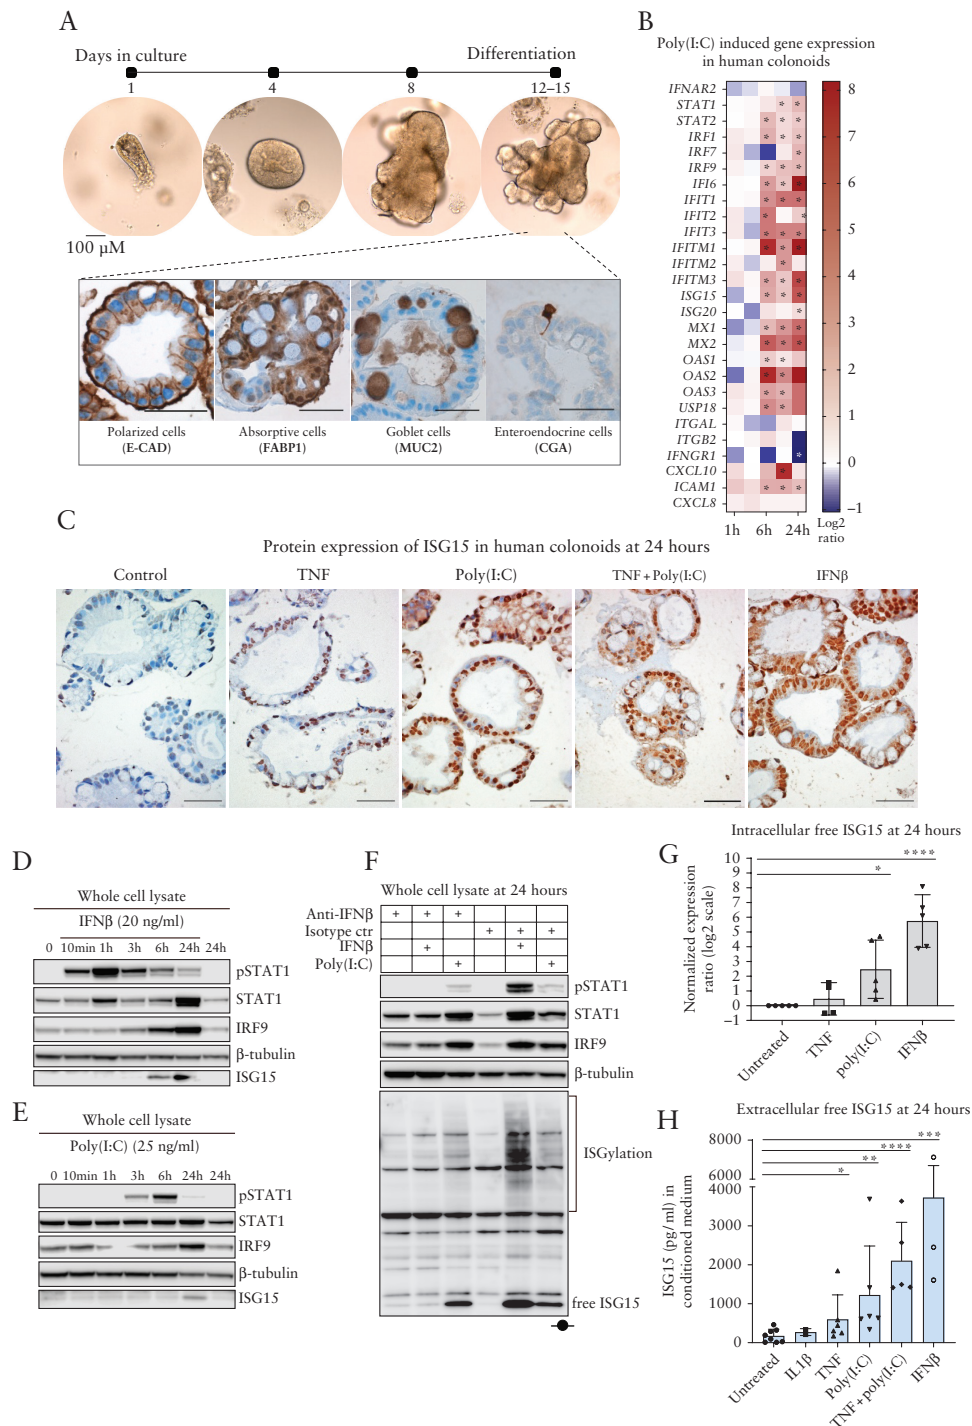 A
Days in culture
Differentiation
1 4 8 12–15
100 µM
Polarized cells
(E-CAD)
Absorptive cells
(FABP1)
Goblet cells
(MUC2)
Enteroendocrine cells
(CGA)
B
Poly(I:C) induced gene expression
in human colonoids
IFNAR2
STAT1
STAT2
IRF1
IRF7
IRF9
IFI6
IFIT1
IFIT2
IFIT3
IFITM1
IFITM2
IFITM3
ISG15
ISG20
MX1
MX2
OAS1
OAS2
OAS3
USP18
ITGAL
ITGB2
IFNGR1
CXCL10
ICAM1
CXCL8
1h 6h 24h
8
7
6
5
4
3
2
1
0
−1
Log2
ratio
C
Protein expression of ISG15 in human colonoids at 24 hours
Control TNF Poly(I:C) TNF+Poly(I:C) IFNβ
D
Whole cell lysate
IFNβ (20 ng/ml)
0 10min 1h 3h 6h 24h 24h
pSTAT1
STAT1
IRF9
β-tubulin
ISG15
E
Whole cell lysate
Poly(I:C) (25 ng/ml)
0 10min 1h 3h 6h 24h 24h
pSTAT1
STAT1
IRF9
β-tubulin
ISG15
F
Whole cell lysate at 24 hours
Anti-IFNβ + + +
Isotype ctr + + +
IFNβ + +
Poly(I:C) + +
pSTAT1
STAT1
IRF9
β-tubulin
ISGylation
free ISG15
G
Intracellular free ISG15 at 24 hours
****
*
Normalized expression
ratio (log2 scale)
10
9
8
7
6
5
4
3
2
1
0
−1
Untreated
TNF
poly(I:C)
IFNβ
H
Extracellular free ISG15 at 24 hours
***
****
**
*
ISG15 (pg/ml) in
conditioned medium
8000
6000
4000
3000
2000
1000
0
Untreated
IL1β
TNF
Poly(I:C)
TNF+poly(I:C)
IFNβ